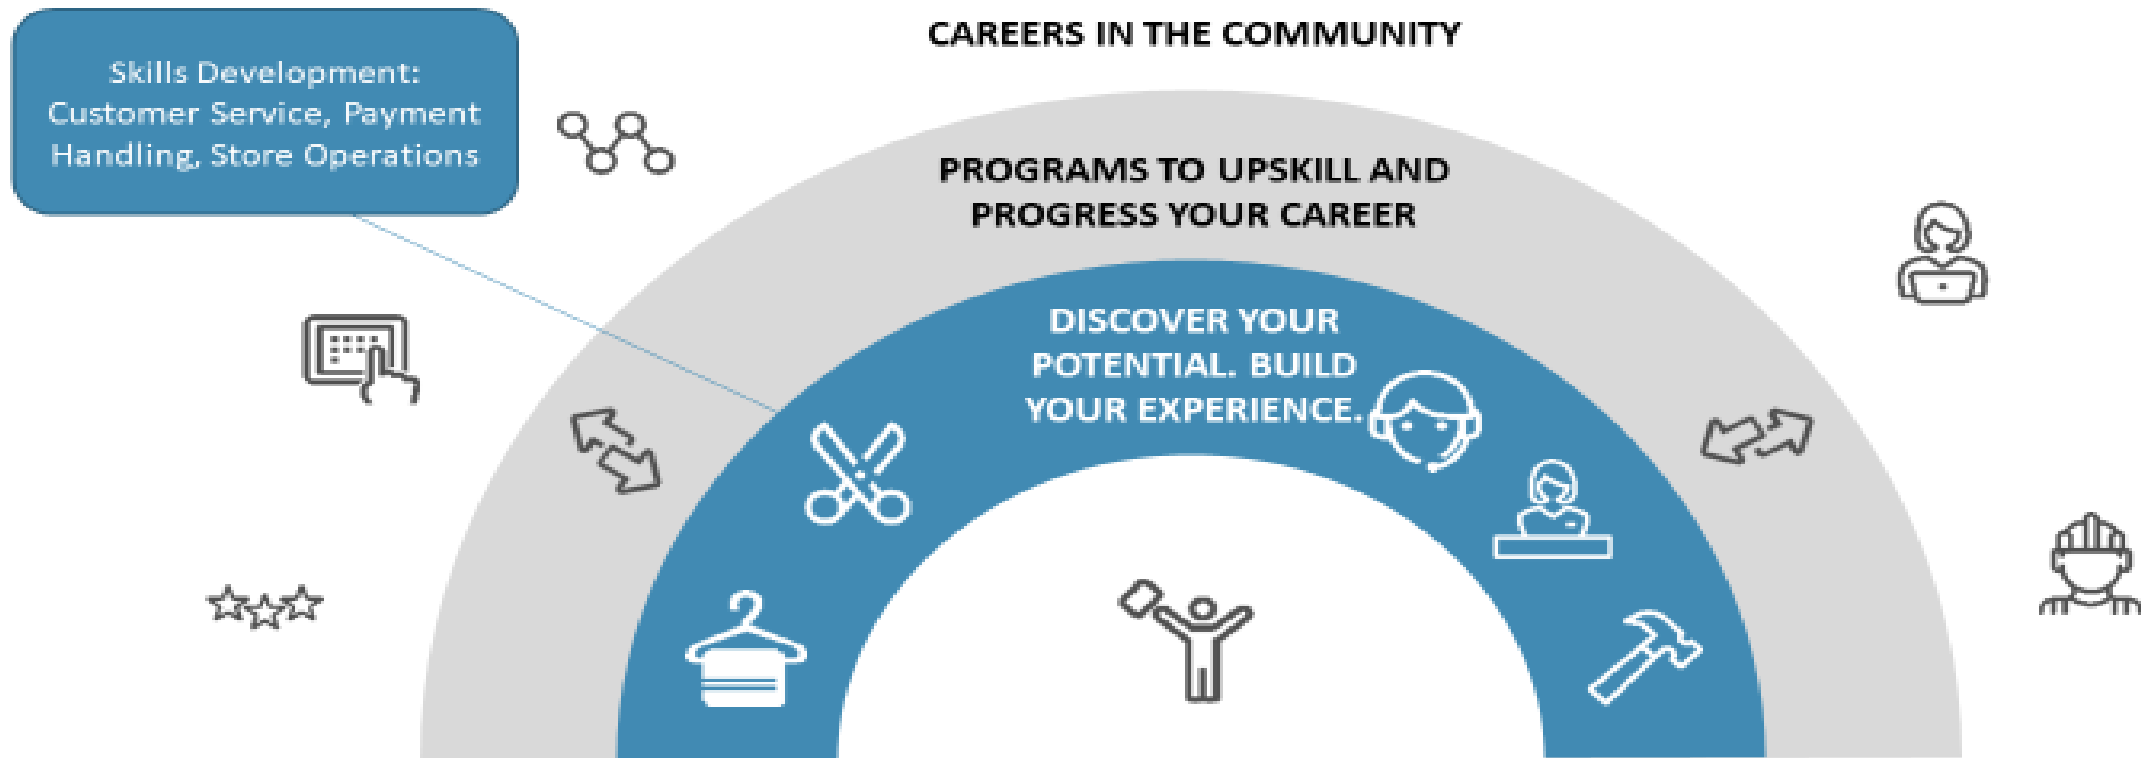 Skills Development:
Customer Service, Payment
Handling, Store Operations
CAREERS IN THE COMMUNITY
PROGRAMS TO UPSKILL AND
PROGRESS YOUR CAREER
DISCOVER YOUR
POTENTIAL. BUILD
YOUR EXPERIENCE.